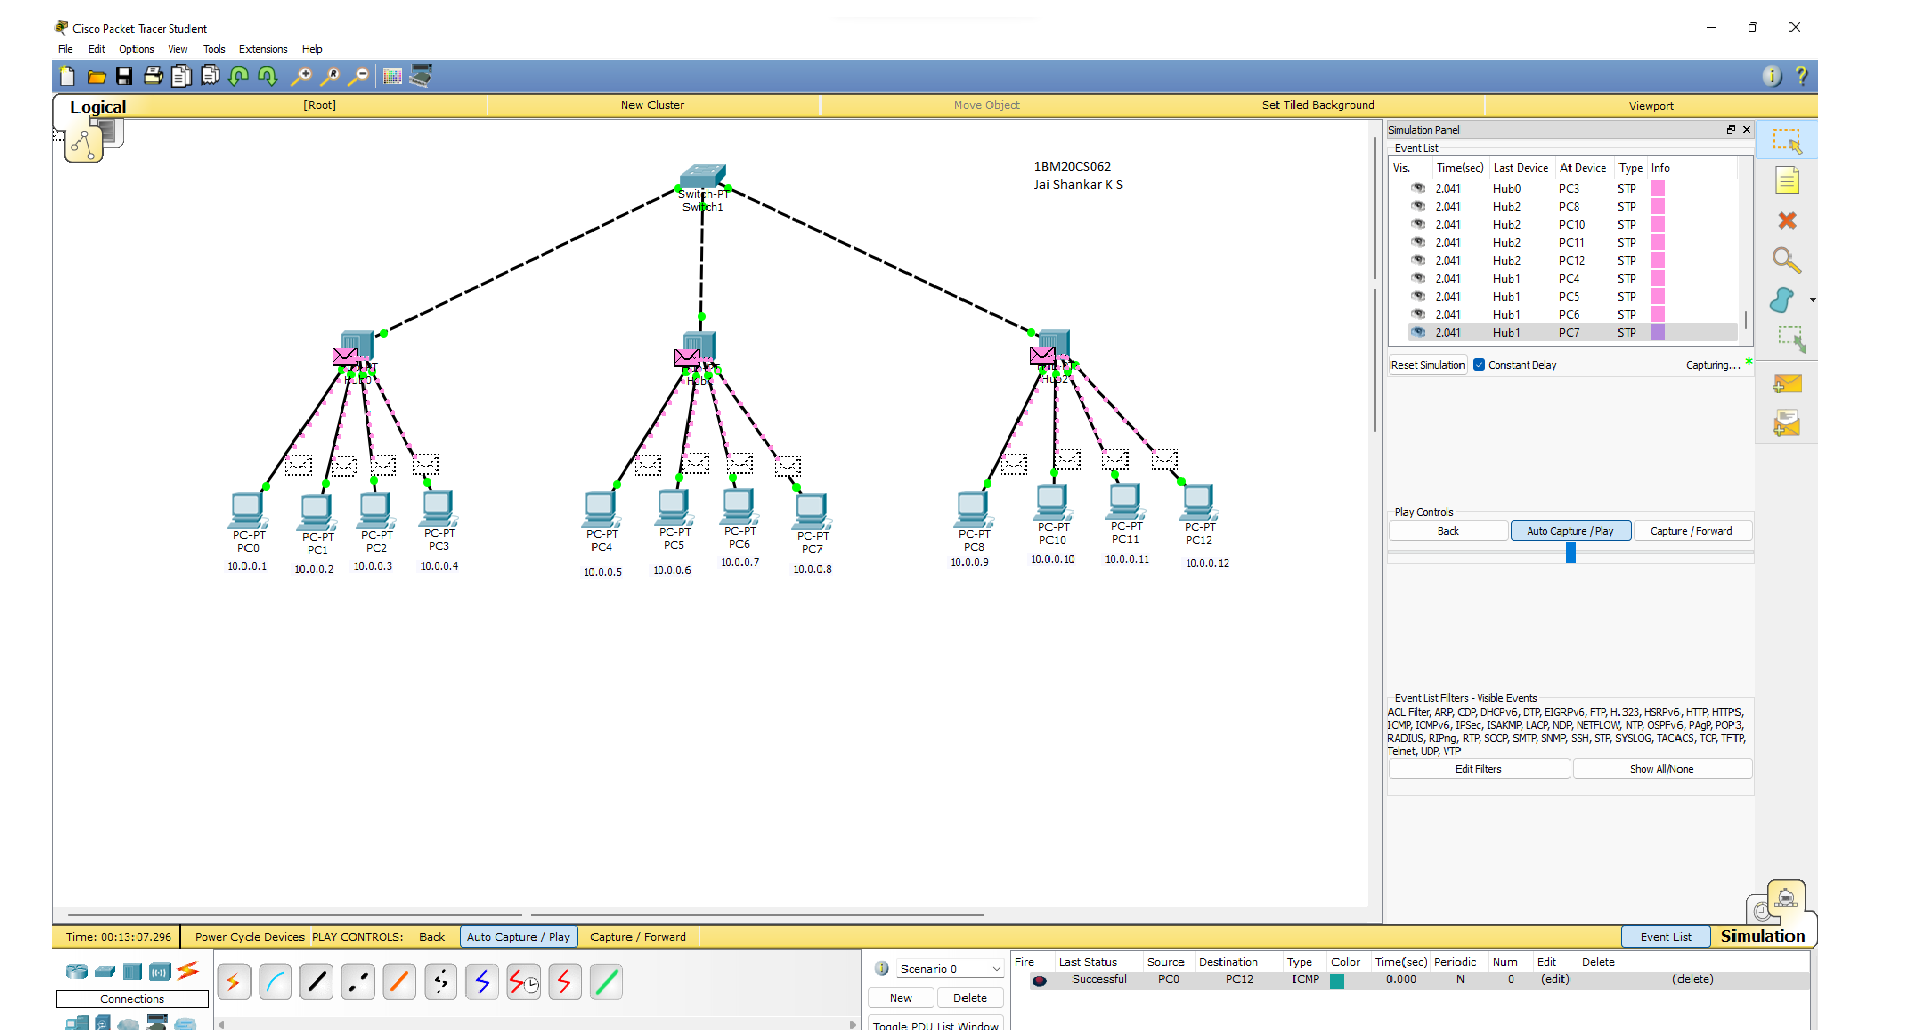 Cisco Packet Tracer Student
File Edit Options View Tools Extensions Help
Logical [Root] New Cluster Move Object Set Tiled Background Viewport
1BM20CS062
Jai Shankar K S
Switch-PT
Switch1
PC-PT
PC0
10.0.0.1
PC-PT
PC1
10.0.0.2
PC-PT
PC2
10.0.0.3
PC-PT
PC3
10.0.0.4
PC-PT
PC4
10.0.0.5
PC-PT
PC5
10.0.0.6
PC-PT
PC6
10.0.0.7
PC-PT
PC7
10.0.0.8
PC-PT
PC8
10.0.0.9
PC-PT
PC10
10.0.0.10
PC-PT
PC11
10.0.0.11
PC-PT
PC12
10.0.0.12
Simulation Panel
Event List
Vis. Time(sec) Last Device At Device Type Info
2.041 Hub0 PC3 STP
2.041 Hub2 PC8 STP
2.041 Hub2 PC10 STP
2.041 Hub2 PC11 STP
2.041 Hub2 PC12 STP
2.041 Hub1 PC4 STP
2.041 Hub1 PC5 STP
2.041 Hub1 PC6 STP
2.041 Hub1 PC7 STP
Reset Simulation Constant Delay Capturing... *
Play Controls
Back Auto Capture / Play Capture / Forward
Event List Filters - Visible Events
ACL Filter, ARP, CDP, DHCPv6, DTP, EIGRPv6, FTP, H.323, HSRPv6, HTTP, HTTPS,
ICMP, ICMPv6, IPSec, ISAKMP, LACP, NDP, NETFLOW, NTP, OSPFv6, PAgP, POP3,
RADIUS, RIPng, RTP, SCCP, SMTP, SNMP, SSH, STP, SYSLOG, TACACS, TCP, TFTP,
Telnet, UDP, VTP
Edit Filters Show All/None
Time: 00:13:07.296 Power Cycle Devices PLAY CONTROLS: Back Auto Capture / Play Capture / Forward Event List Simulation
Connections
Scenario 0
New Delete
Toggle PDU List Window
Fire Last Status Source Destination Type Color Time(sec) Periodic Num Edit Delete
Successful PC0 PC12 ICMP 0.000 N 0 (edit) (delete)